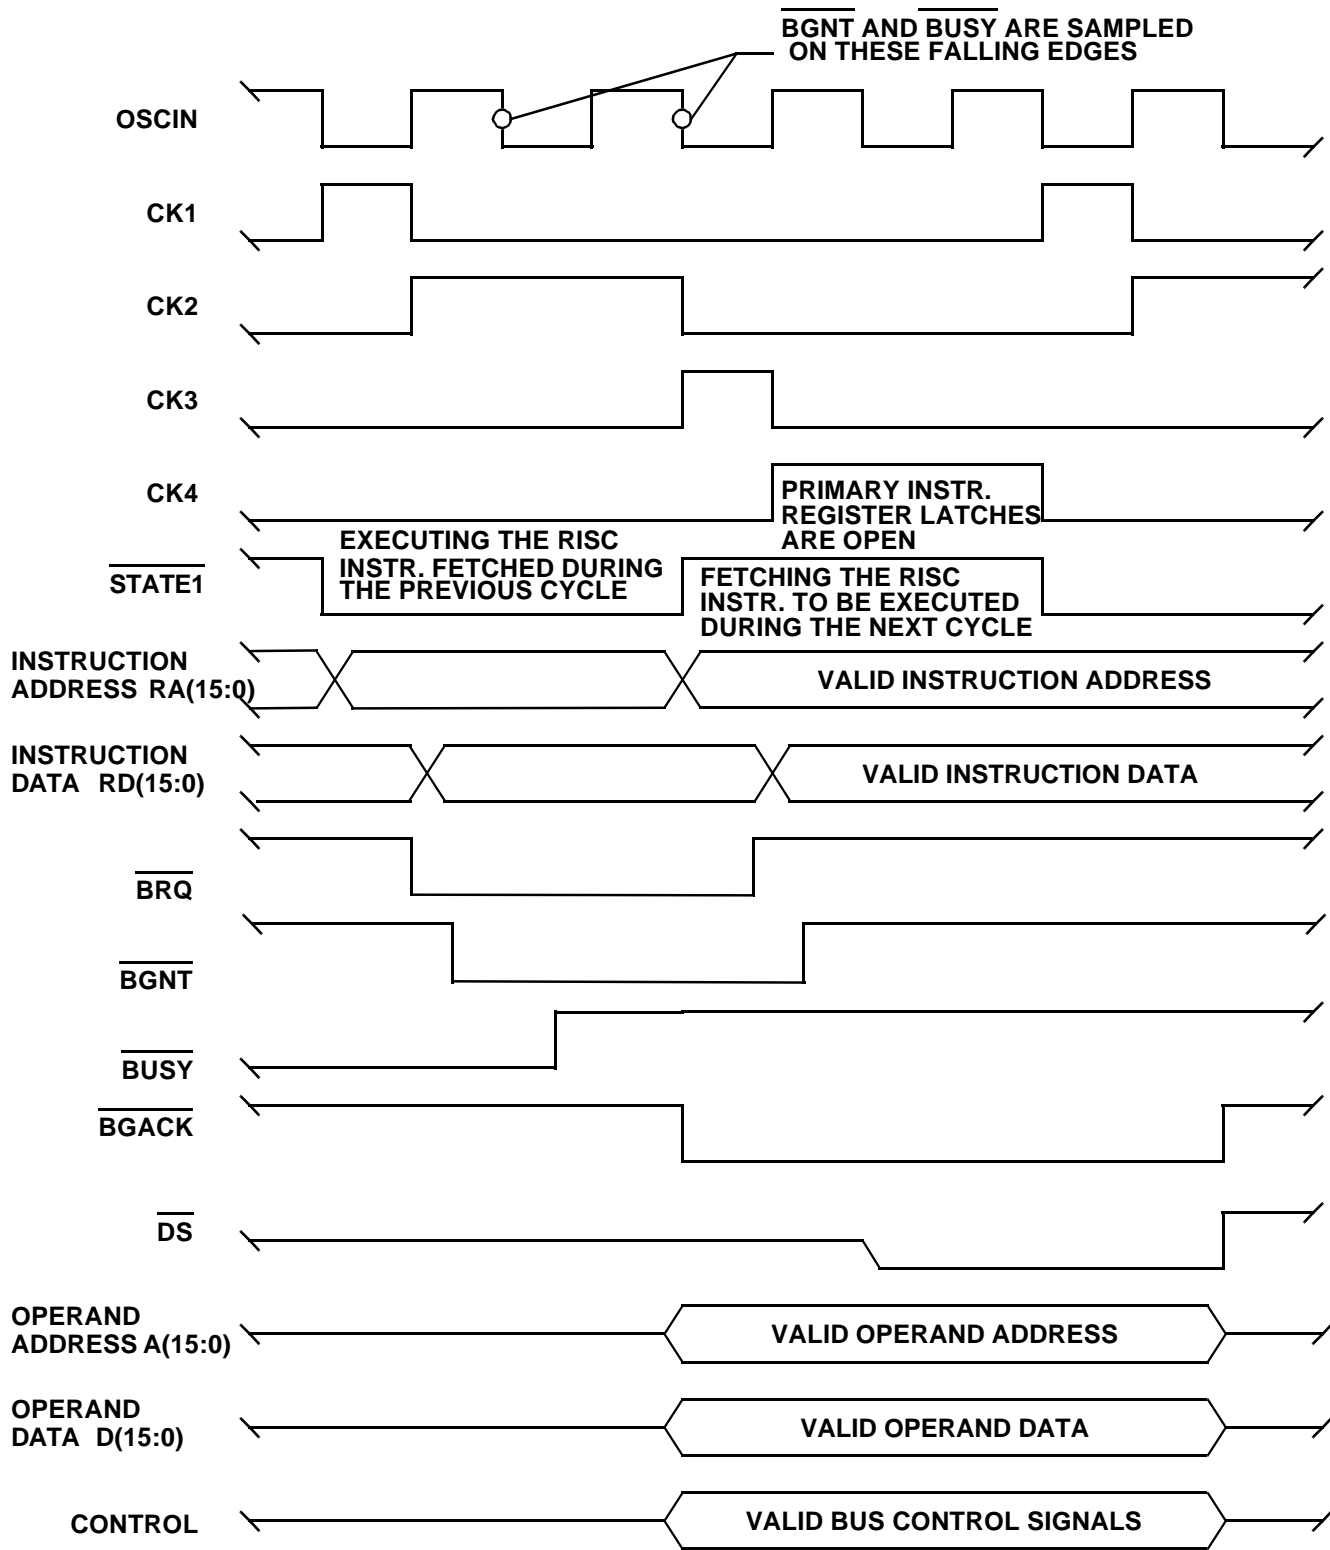 BGNT AND BUSY ARE SAMPLED
ON THESE FALLING EDGES
OSCIN
CK1
CK2
CK3
CK4
PRIMARY INSTR.
REGISTER LATCHES
ARE OPEN
EXECUTING THE RISC
INSTR. FETCHED DURING
THE PREVIOUS CYCLE
STATE1
FETCHING THE RISC
INSTR. TO BE EXECUTED
DURING THE NEXT CYCLE
INSTRUCTION
ADDRESS RA(15:0)
VALID INSTRUCTION ADDRESS
INSTRUCTION
DATA RD(15:0)
VALID INSTRUCTION DATA
BRQ
BGNT
BUSY
BGACK
DS
OPERAND
ADDRESS A(15:0)
VALID OPERAND ADDRESS
OPERAND
DATA D(15:0)
VALID OPERAND DATA
CONTROL
VALID BUS CONTROL SIGNALS